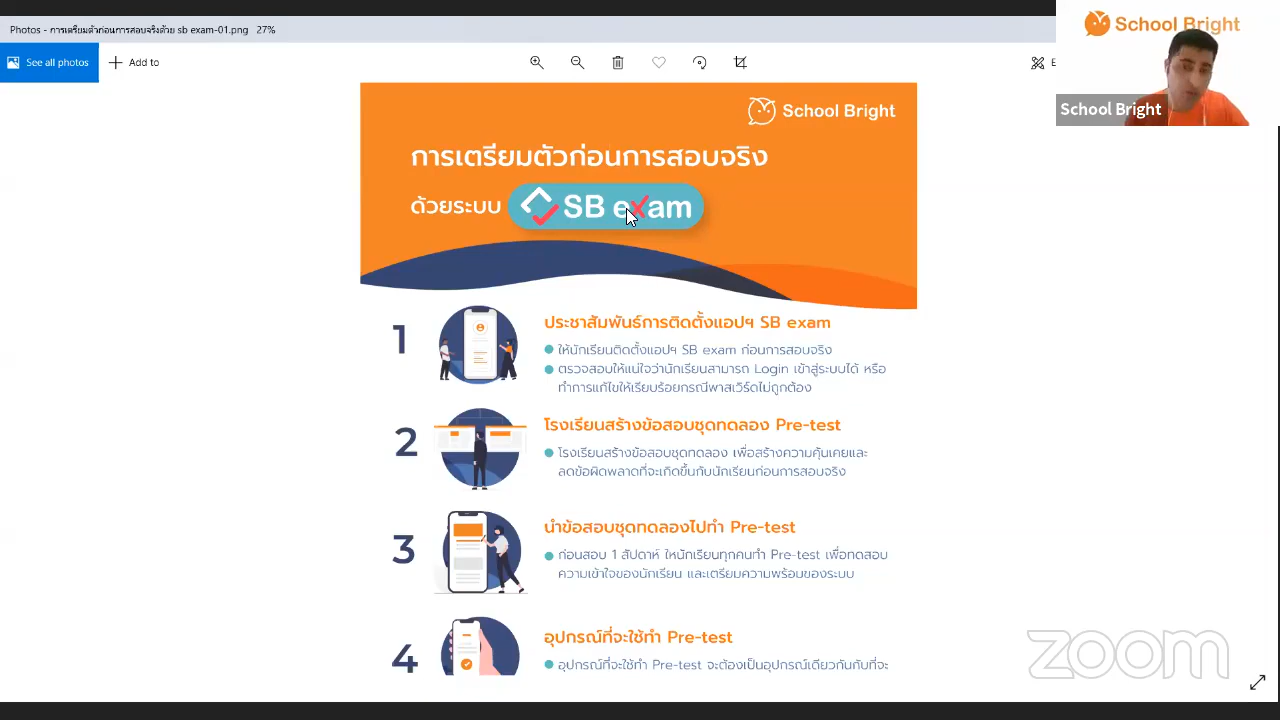 Photos - การเตรียมตัวก่อนการสอบจริงด้วย sb exam-01.png 27%
See all photos
Add to
School Bright
School Bright
School Bright
การเตรียมตัวก่อนการสอบจริง
ด้วยระบบ SB exam
1
ประชาสัมพันธ์การติดตั้งแอปฯ SB exam
ให้นักเรียนติดตั้งแอปฯ SB exam ก่อนการสอบจริง
ตรวจสอบให้แน่ใจว่านักเรียนสามารถ Login เข้าสู่ระบบได้ หรือ
ทำการแก้ไขให้เรียบร้อยกรณีพาสเวิร์ดไม่ถูกต้อง
2
โรงเรียนสร้างข้อสอบชุดทดลอง Pre-test
โรงเรียนสร้างข้อสอบชุดทดลอง เพื่อสร้างความคุ้นเคยและ
ลดข้อผิดพลาดที่จะเกิดขึ้นกับนักเรียนก่อนการสอบจริง
3
นำข้อสอบชุดทดลองไปทำ Pre-test
ก่อนสอบ 1 สัปดาห์ ให้นักเรียนทุกคนทำ Pre-test เพื่อทดสอบ
ความเข้าใจของนักเรียน และเตรียมความพร้อมของระบบ
4
อุปกรณ์ที่จะใช้ทำ Pre-test
อุปกรณ์ที่จะใช้ทำ Pre-test จะต้องเป็นอุปกรณ์เดียวกันกับที่จะ
zoom